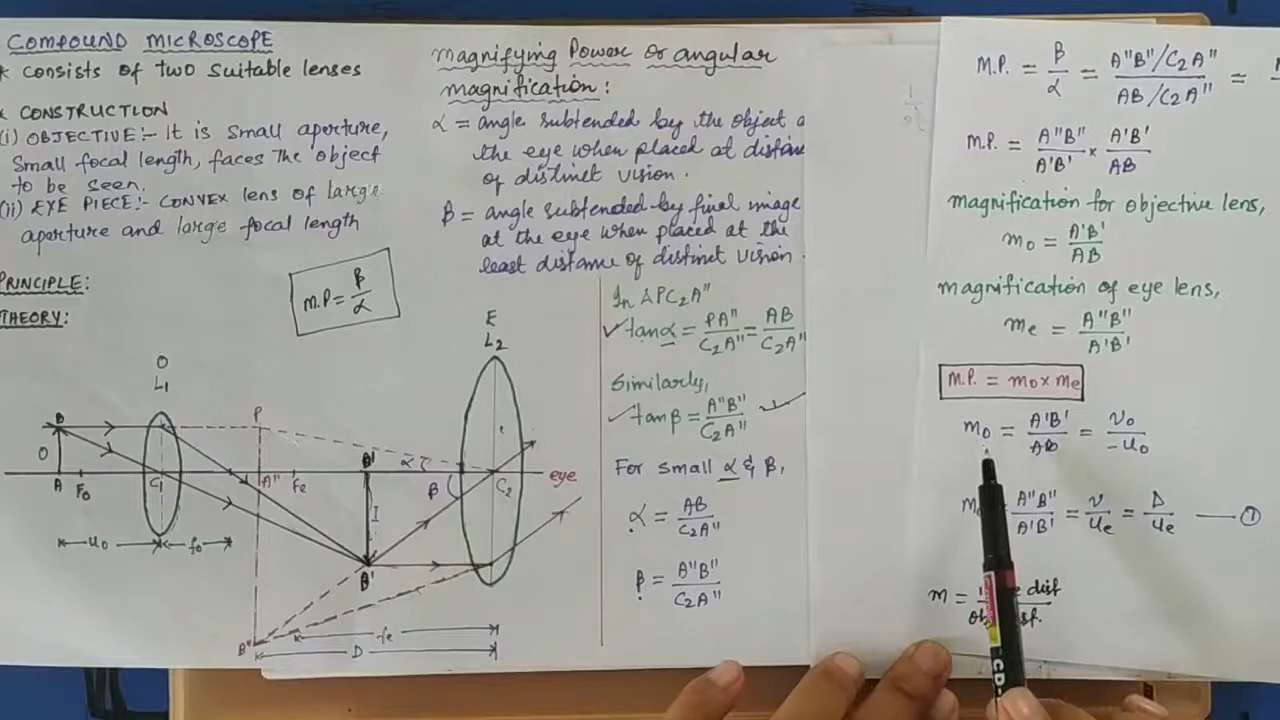 COMPOUND MICROSCOPE
* consists of two suitable lenses
* CONSTRUCTION
(i) OBJECTIVE:- It is small aperture,
small focal length, faces the object
to be seen.
(ii) EYE PIECE:- CONVEX lens of large
aperture and large focal length
PRINCIPLE:
THEORY:
M.P = β/α
O
L₁
E
L₂
B
P
O
A
F₀
C₁
A"
Fₑ
A'
α
β
I
C₂
eye
B'
u₀
f₀
B"
fₑ
D
Magnifying Power or angular
magnification:
α = angle subtended by the object a
the eye when placed at distan
of distinct vision.
β = angle subtended by final image
at the eye when placed at the
least distance of distinct vision.
In ΔPC₂A"
✓tanα = PA"/C₂A" = AB/C₂A"
Similarly,
✓tanβ = A"B"/C₂A" ✓
For small α & β,
α = AB/C₂A"
β = A"B"/C₂A"
M.P. = β/α = A"B"/C₂A" / AB/C₂A" =
M.P. = A"B"/A'B' × A'B'/AB
magnification for objective lens,
m₀ = A'B'/AB
magnification of eye lens,
mₑ = A"B"/A'B'
M.P. = m₀ x mₑ
m₀ = A'B'/AB = v₀/-u₀
A"B"/A'B' = v/uₑ = D/uₑ —— ①
m =
dist
dist.
CD-